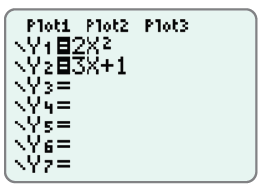 Plot1 Plot2 Plot3
\Y₁=2X²
\Y₂=3X+1
\Y₃=
\Y₄=
\Y₅=
\Y₆=
\Y₇=